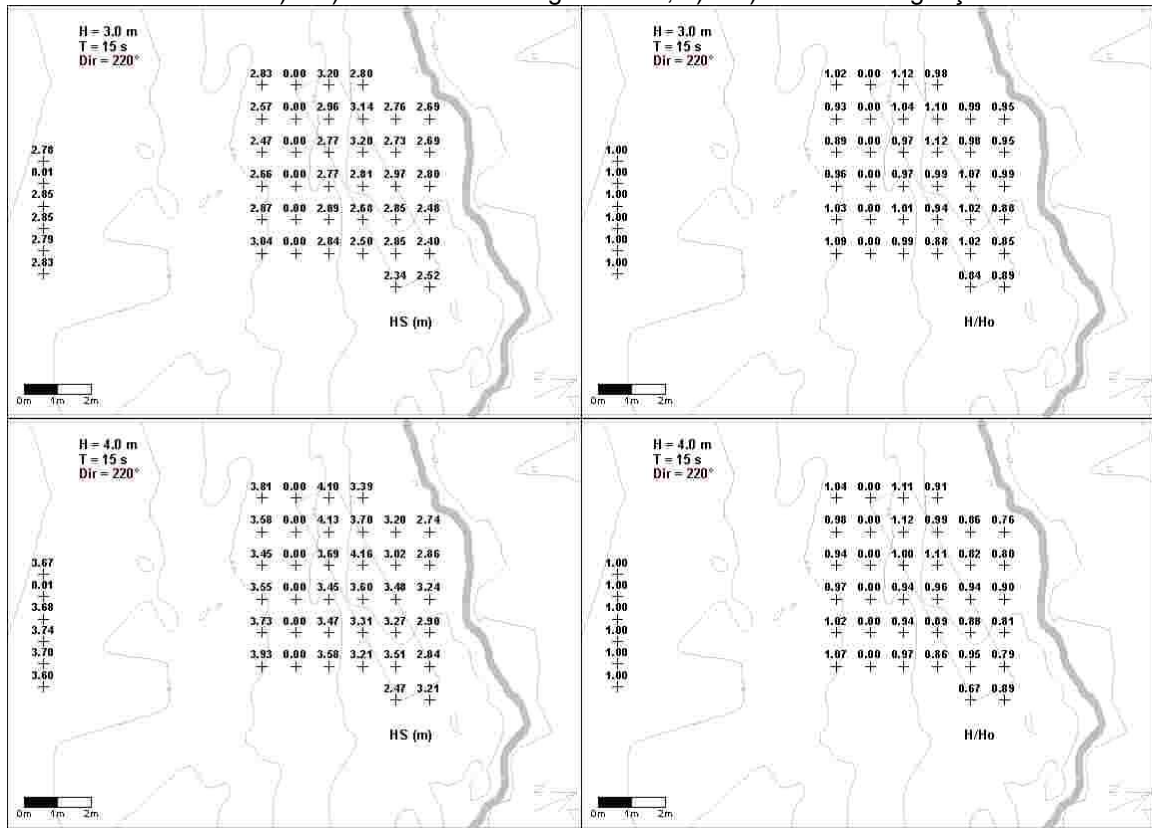 H = 3.0 m
T = 15 s
Dir = 220°
2.83 0.00 3.20 2.80
2.57 0.00 2.96 3.14 2.76 2.69
2.47 0.00 2.77 3.20 2.73 2.69
2.66 0.00 2.77 2.81 2.97 2.80
2.87 0.00 2.89 2.68 2.85 2.48
3.04 0.00 2.84 2.50 2.85 2.40
2.34 2.52
2.78
0.01
2.85
2.85
2.79
2.83
HS (m)
0m 1m 2m
H = 3.0 m
T = 15 s
Dir = 220°
1.02 0.00 1.12 0.98
0.93 0.00 1.04 1.10 0.99 0.95
0.89 0.00 0.97 1.12 0.98 0.95
0.96 0.00 0.97 0.99 1.07 0.99
1.03 0.00 1.01 0.94 1.02 0.88
1.09 0.00 0.99 0.88 1.02 0.85
0.84 0.89
1.00
1.00
1.00
1.00
1.00
1.00
H/Ho
0m 1m 2m
H = 4.0 m
T = 15 s
Dir = 220°
3.81 0.00 4.10 3.39
3.58 0.00 4.13 3.70 3.20 2.74
3.45 0.00 3.69 4.16 3.02 2.86
3.55 0.00 3.45 3.60 3.48 3.24
3.73 0.00 3.47 3.31 3.27 2.90
3.93 0.00 3.58 3.21 3.51 2.84
2.47 3.21
3.67
0.01
3.68
3.74
3.70
3.60
HS (m)
0m 1m 2m
H = 4.0 m
T = 15 s
Dir = 220°
1.04 0.00 1.11 0.91
0.98 0.00 1.12 0.99 0.86 0.76
0.94 0.00 1.00 1.11 0.82 0.80
0.97 0.00 0.94 0.96 0.94 0.90
1.02 0.00 0.94 0.89 0.88 0.81
1.07 0.00 0.97 0.86 0.95 0.79
0.67 0.89
1.00
1.00
1.00
1.00
1.00
1.00
H/Ho
0m 1m 2m